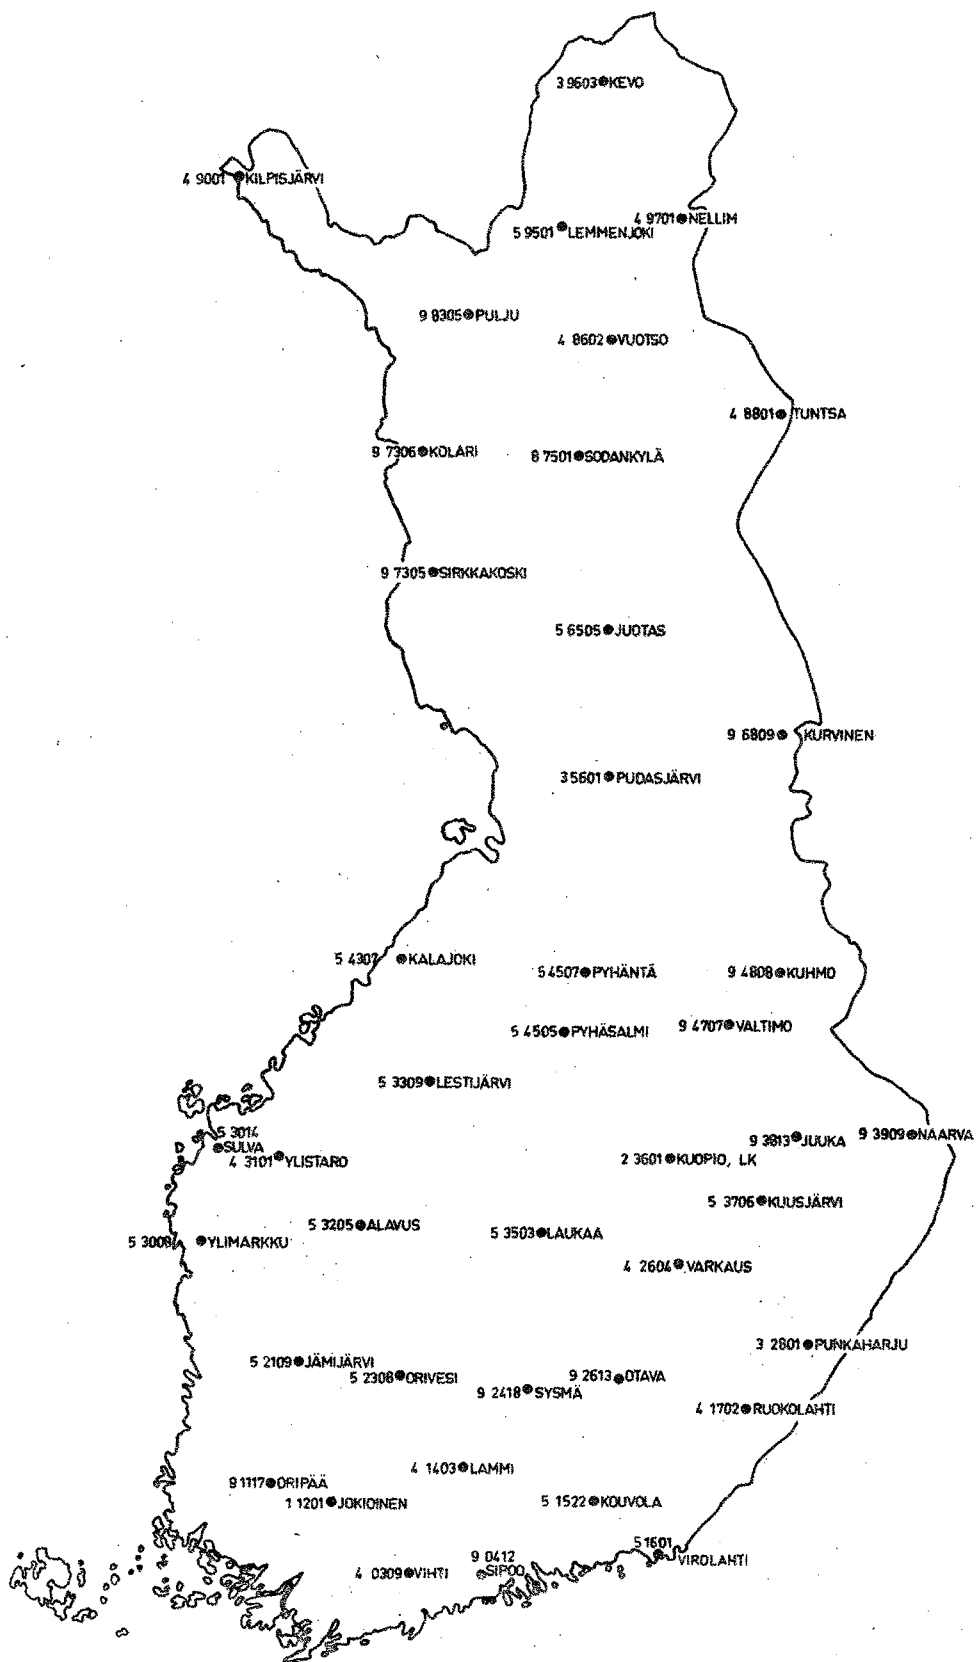 3 9603 KEVO
4 9001 KILPISJÄRVI
4 9701 NELLIM
5 9501 LEMMENJOKI
9 8305 PULJU
4 8602 VUOTSO
4 8801 TUNTSA
9 7306 KOLARI
8 7501 SODANKYLÄ
9 7305 SIRKKAKOSKI
5 6505 JUOTAS
9 6809 KURVINEN
3 5601 PUDASJÄRVI
5 4307 KALAJOKI
5 4507 PYHÄNTÄ
9 4808 KUHMO
5 4505 PYHÄSALMI
9 4707 VALTIMO
5 3309 LESTIJÄRVI
5 3014
SULVA
9 3813 JUUKA
9 3909 NAARVA
4 3101 YLISTARO
2 3601 KUOPIO, LK
5 3706 KUUSJÄRVI
5 3205 ALAVUS
5 3503 LAUKAA
5 3008 YLIMARKKU
4 2604 VARKAUS
3 2801 PUNKAHARJU
5 2109 JÄMIJÄRVI
5 2308 ORIVESI
9 2613 OTAVA
9 2418 SYSMÄ
4 1702 RUOKOLAHTI
4 1403 LAMMI
9 1117 ORIPÄÄ
1 1201 JOKIOINEN
5 1522 KOUVOLA
5 1601
VIROLAHTI
9 0412
SIPOO
4 0309 VIHTI